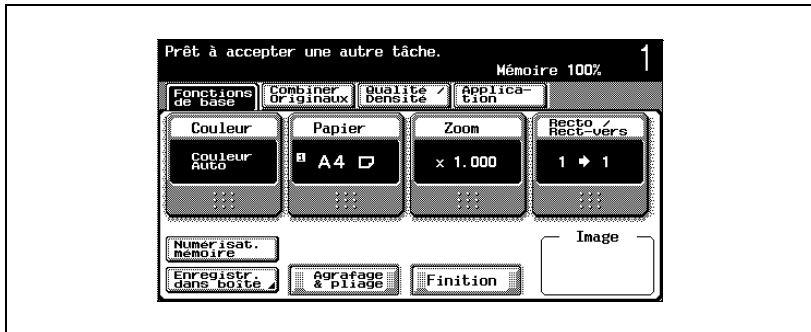 Prêt à accepter une autre tâche.
Mémoire 100%
1
Fonctions de base
Combiner Originaux
Qualité / Densité
Applica-tion
Couleur
Papier
Zoom
Recto / Rect-vers
Couleur Auto
1 A4
× 1.000
1 → 1
Numérisat. mémoire
Image
Enregistr. dans boîte
Agrafage & pliage
Finition